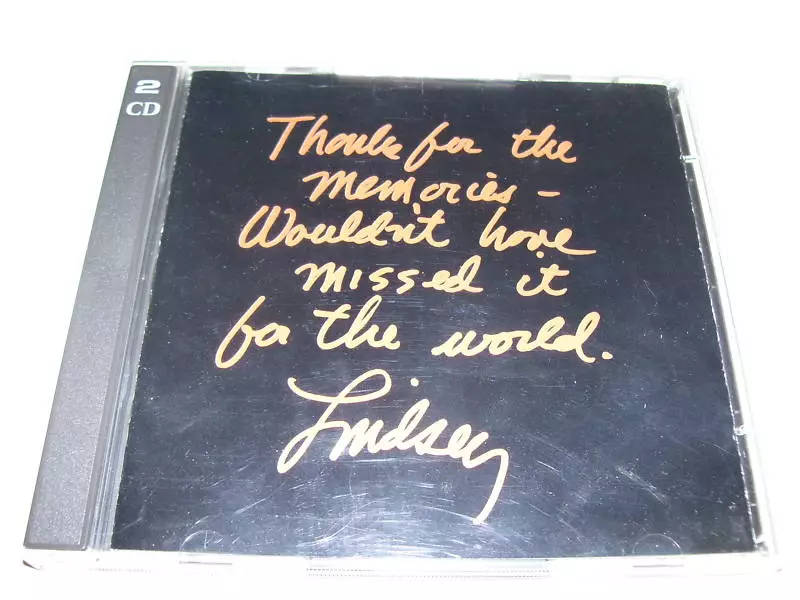 2
CD
Thanks for the
memories -
Wouldn't have
missed it
for the world.
Lindsey